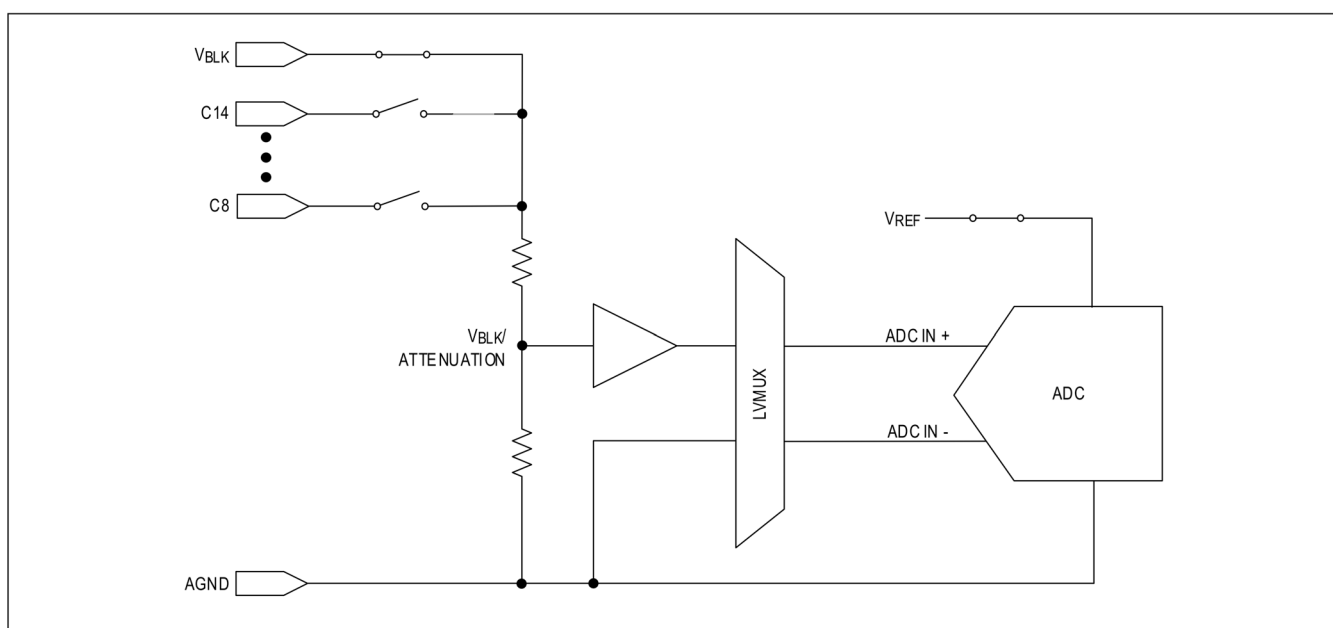 VBLK
C14
C8
VREF
VBLK/
ATTENUATION
LVMUX
ADC IN +
ADC
ADC IN -
AGND